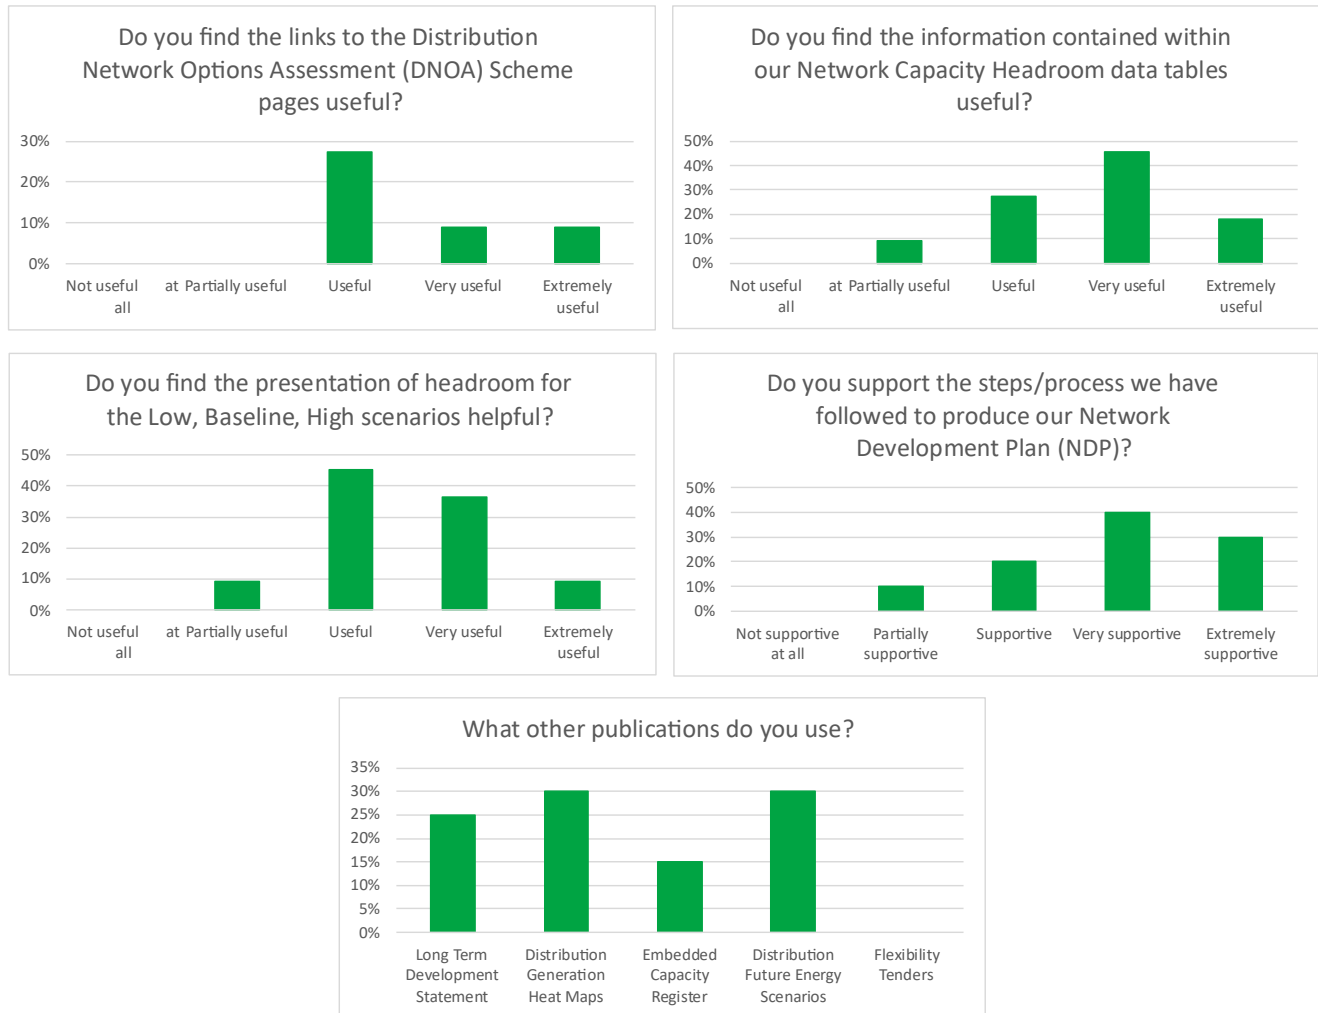 Do you find the links to the Distribution
Network Options Assessment (DNOA) Scheme
pages useful?
30%
20%
10%
0%
Not useful at Partially useful Useful Very useful Extremely
all useful
Do you find the information contained within
our Network Capacity Headroom data tables
useful?
50%
40%
30%
20%
10%
0%
Not useful at Partially useful Useful Very useful Extremely
all useful
Do you find the presentation of headroom for
the Low, Baseline, High scenarios helpful?
50%
40%
30%
20%
10%
0%
Not useful at Partially useful Useful Very useful Extremely
all useful
Do you support the steps/process we have
followed to produce our Network
Development Plan (NDP)?
50%
40%
30%
20%
10%
0%
Not supportive Partially Supportive Very supportive Extremely
at all supportive supportive
What other publications do you use?
35%
30%
25%
20%
15%
10%
5%
0%
Long Term Distribution Embedded Distribution Flexibility
Development Generation Capacity Future Energy Tenders
Statement Heat Maps Register Scenarios